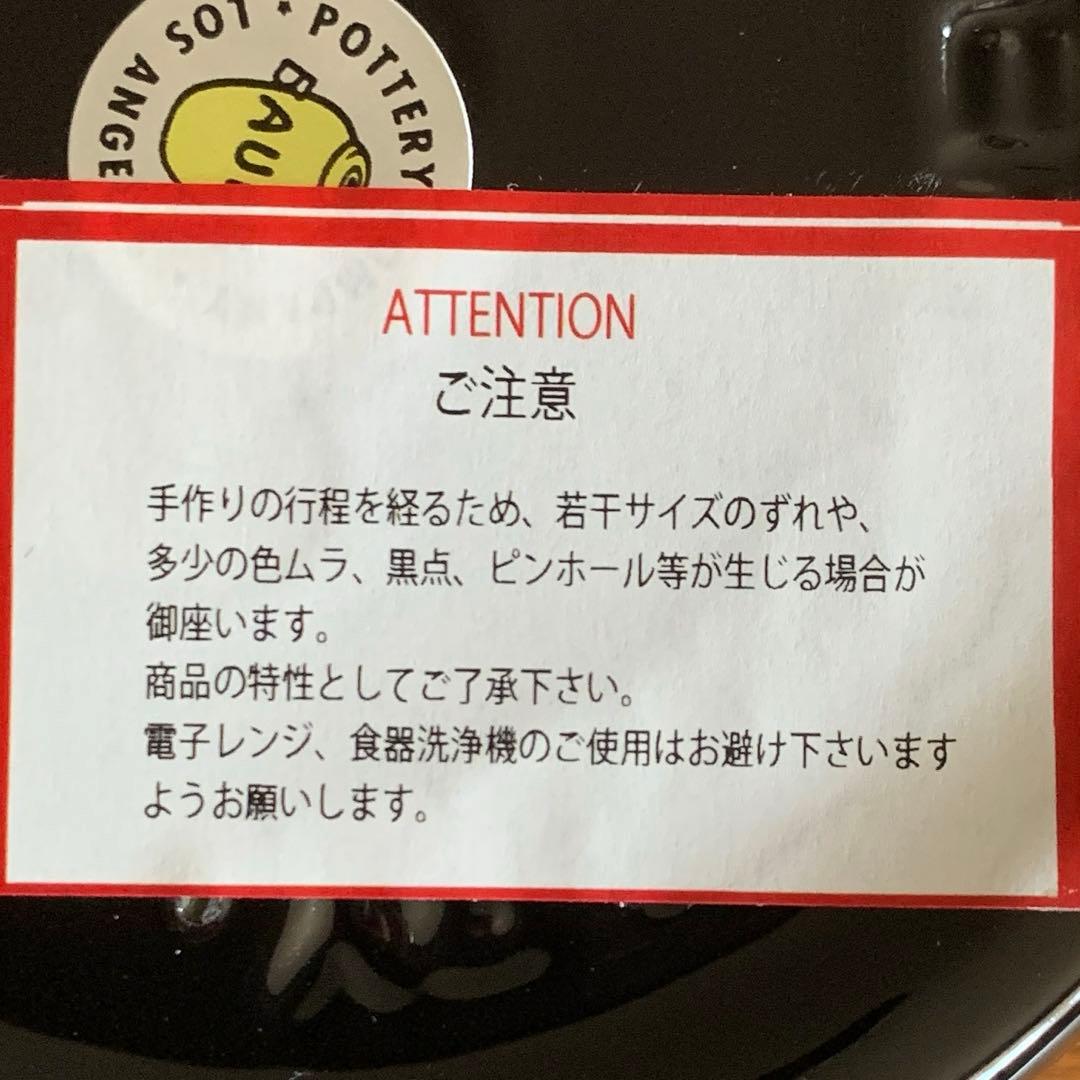 LOS ANGE
POTTERY
BAU
ATTENTION
ご注意
手作りの行程を経るため、若干サイズのずれや、
多少の色ムラ、黒点、ピンホール等が生じる場合が
御座います。
商品の特性としてご了承下さい。
電子レンジ、食器洗浄機のご使用はお避け下さいます
ようお願いします。